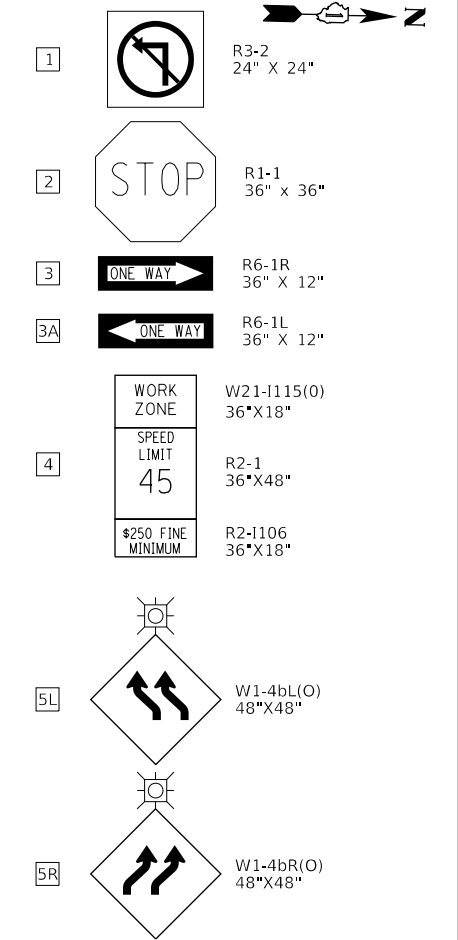 N
1
R3-2
24" X 24"
2
STOP
R1-1
36" x 36"
3
ONE WAY
R6-1R
36" X 12"
3A
ONE WAY
R6-1L
36" X 12"
4
WORK
ZONE
W21-I115(0)
36"X18"
SPEED
LIMIT
45
R2-1
36"X48"
$250 FINE
MINIMUM
R2-I106
36"X18"
5L
W1-4bL(O)
48"X48"
5R
W1-4bR(O)
48"X48"